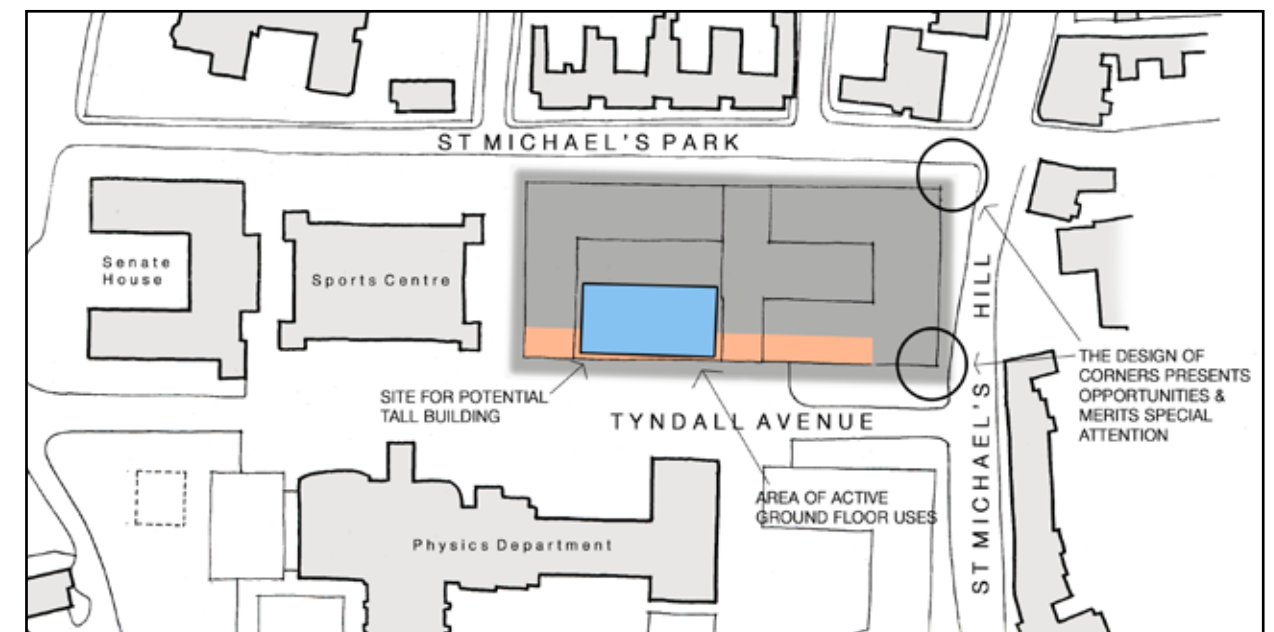 ST MICHAEL'S PARK
Senate
House
Sports Centre
ST MICHAEL'S HILL
THE DESIGN OF
CORNERS PRESENTS
OPPORTUNITIES &
MERITS SPECIAL
ATTENTION
SITE FOR POTENTIAL
TALL BUILDING
TYNDALL AVENUE
AREA OF ACTIVE
GROUND FLOOR USES
Physics Department